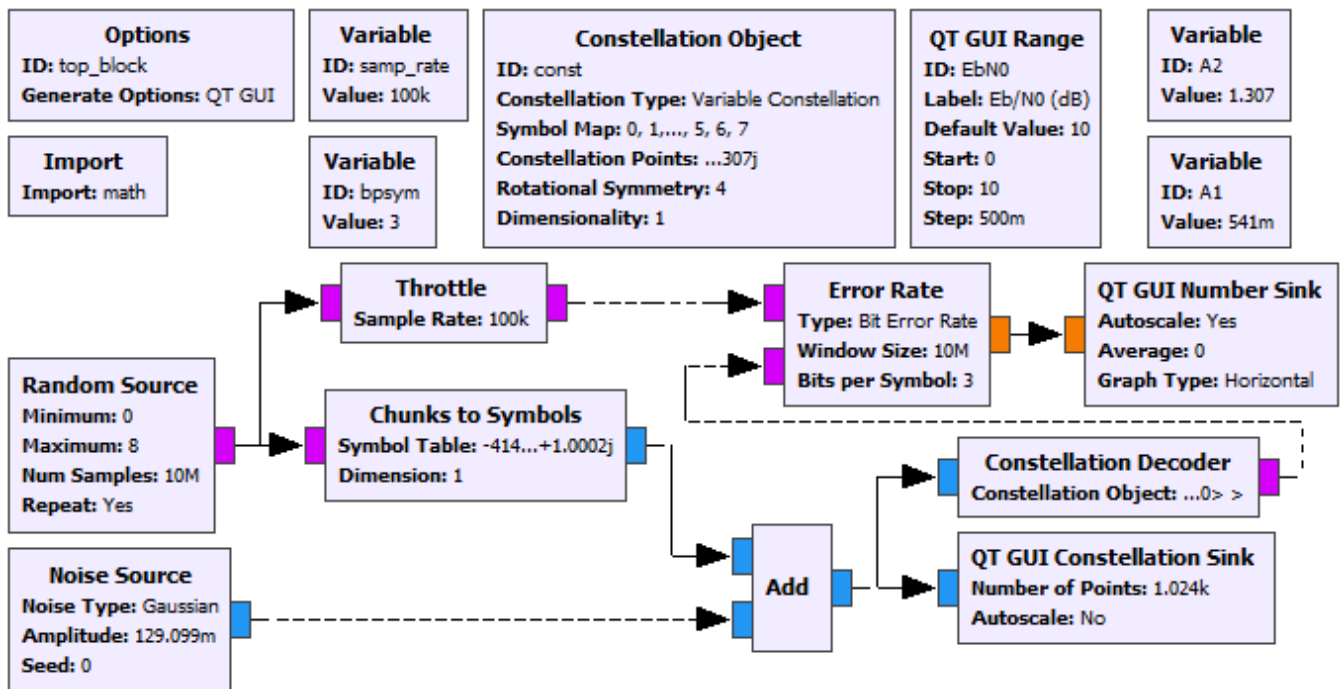 Options
ID: top_block
Generate Options: QT GUI
Variable
ID: samp_rate
Value: 100k
Constellation Object
ID: const
Constellation Type: Variable Constellation
Symbol Map: 0, 1,..., 5, 6, 7
Constellation Points: ...307j
Rotational Symmetry: 4
Dimensionality: 1
QT GUI Range
ID: EbN0
Label: Eb/N0 (dB)
Default Value: 10
Start: 0
Stop: 10
Step: 500m
Variable
ID: A2
Value: 1.307
Import
Import: math
Variable
ID: bpsym
Value: 3
Variable
ID: A1
Value: 541m
Throttle
Sample Rate: 100k
Error Rate
Type: Bit Error Rate
Window Size: 10M
Bits per Symbol: 3
QT GUI Number Sink
Autoscale: Yes
Average: 0
Graph Type: Horizontal
Random Source
Minimum: 0
Maximum: 8
Num Samples: 10M
Repeat: Yes
Chunks to Symbols
Symbol Table: -414...+1.0002j
Dimension: 1
Constellation Decoder
Constellation Object: ...0> >
Noise Source
Noise Type: Gaussian
Amplitude: 129.099m
Seed: 0
Add
QT GUI Constellation Sink
Number of Points: 1.024k
Autoscale: No